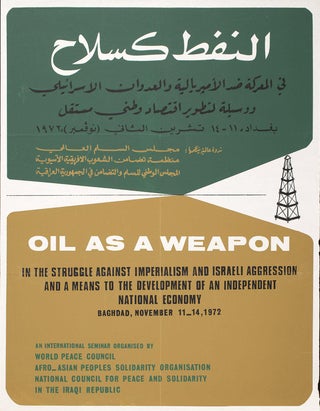 النفط كسلاح
في المعركة ضد الامبريالية والعدوان الاسرائيلي
ووسيلة لتطوير اقتصاد وطني مستقل
بغداد، ١١-١٤ تشرين الثاني (نوفمبر) ١٩٧٢
ندوة عالمية ينظمها: مجلس السلم العالمي
منظمة تضامن الشعوب الافريقية الآسيوية
المجلس الوطني للسلم والتضامن في الجمهورية العراقية
OIL AS A WEAPON
IN THE STRUGGLE AGAINST IMPERIALISM AND ISRAELI AGGRESSION
AND A MEANS TO THE DEVELOPMENT OF AN INDEPENDENT
NATIONAL ECONOMY
BAGHDAD, NOVEMBER 11_14, 1972
AN INTERNATIONAL SEMINAR ORGANISED BY
WORLD PEACE COUNCIL
AFRO_ASIAN PEOPLES SOLIDARITY ORGANISATION
NATIONAL COUNCIL FOR PEACE AND SOLIDARITY
IN THE IRAQI REPUBLIC